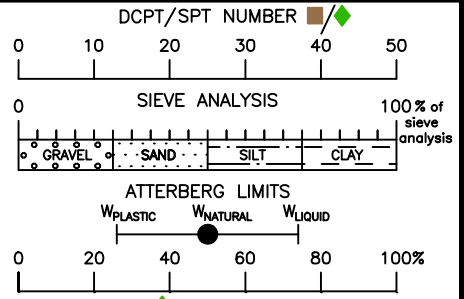 DCPT/SPT NUMBER /
0 10 20 30 40 50
SIEVE ANALYSIS
0 100% of
sieve
analysis
GRAVEL SAND SILT CLAY
ATTERBERG LIMITS
WPLASTIC WNATURAL WLIQUID
0 20 40 60 80 100%